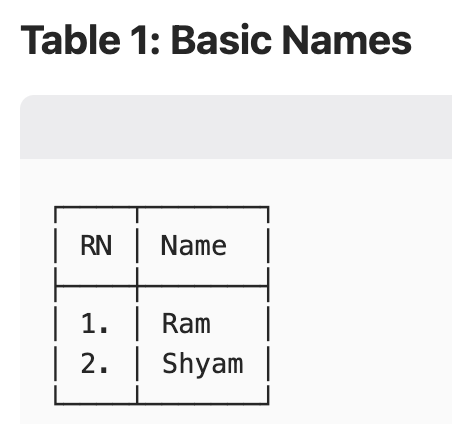 Table 1: Basic Names
RN Name
1. Ram
2. Shyam